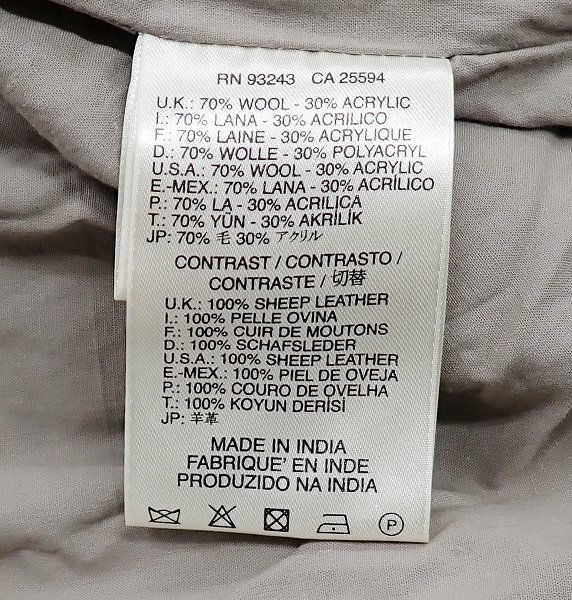 RN 93243 CA 25594
U.K.: 70% WOOL - 30% ACRYLIC
I.: 70% LANA - 30% ACRILICO
F.: 70% LAINE - 30% ACRYLIQUE
D.: 70% WOLLE - 30% POLYACRYL
U.S.A.: 70% WOOL - 30% ACRYLIC
E.-MEX.: 70% LANA - 30% ACRÍLICO
P.: 70% LA - 30% ACRILICA
T.: 70% YÜN - 30% AKRİLİK
JP: 70% 毛 30% アクリル
CONTRAST / CONTRASTO /
CONTRASTE / 切替
U.K.: 100% SHEEP LEATHER
I.: 100% PELLE OVINA
F.: 100% CUIR DE MOUTONS
D.: 100% SCHAFSLEDER
U.S.A.: 100% SHEEP LEATHER
E.-MEX.: 100% PIEL DE OVEJA
P.: 100% COURO DE OVELHA
T.: 100% KOYUN DERİSİ
JP: 羊革
MADE IN INDIA
FABRIQUE' EN INDE
PRODUZIDO NA INDIA
P